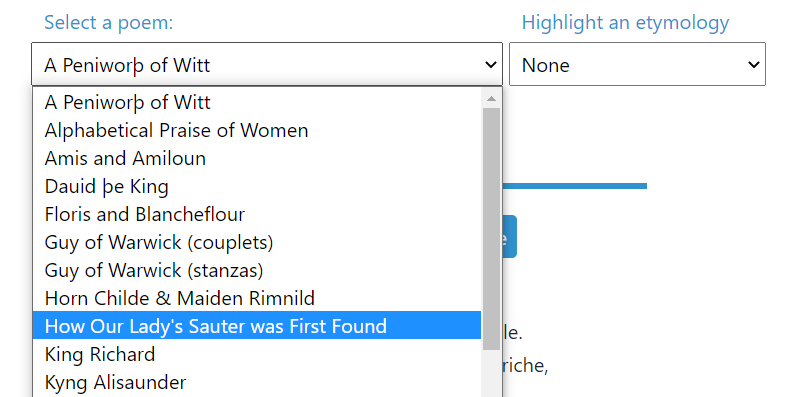 Select a poem: Highlight an etymology
A Peniworþ of Witt None
A Peniworþ of Witt
Alphabetical Praise of Women
Amis and Amiloun
Dauid þe King
Floris and Blancheflour
Guy of Warwick (couplets)
Guy of Warwick (stanzas)
Horn Childe & Maiden Rimnild
How Our Lady's Sauter was First Found
King Richard
Kyng Alisaunder
e
le.
riche,